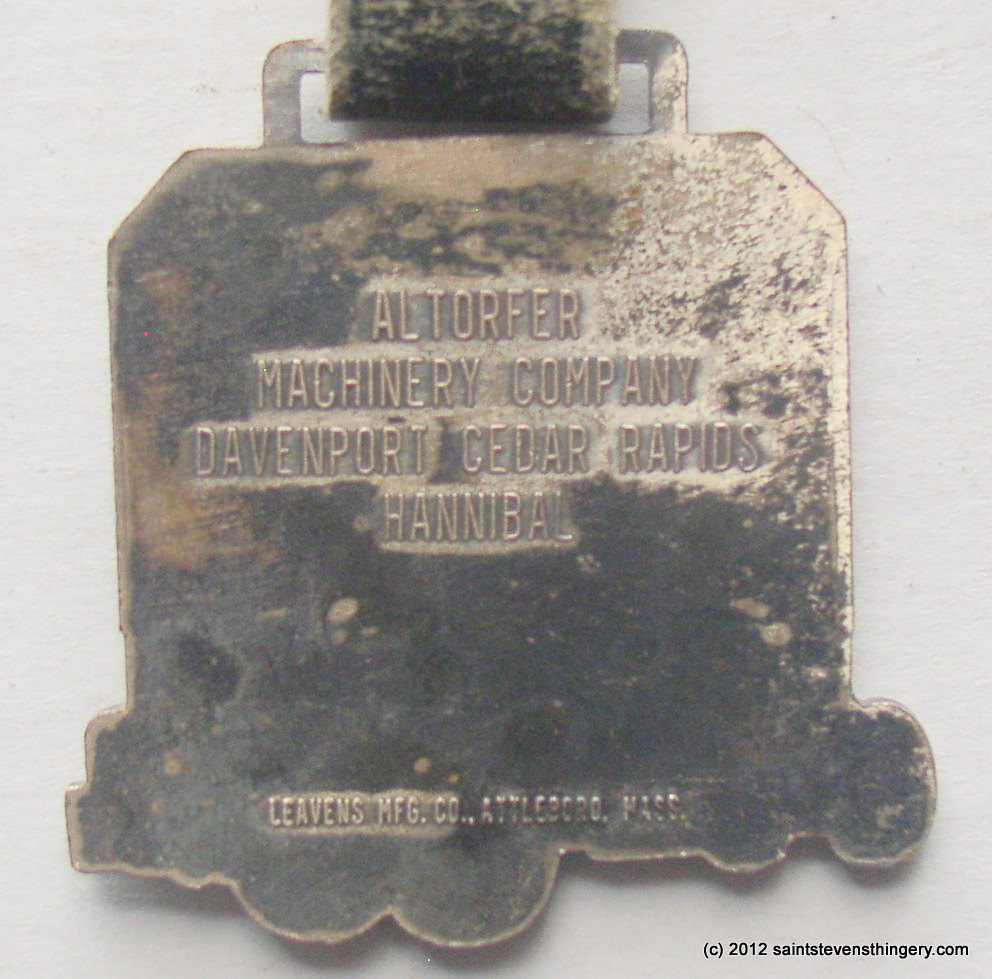 ALTORFER
MACHINERY COMPANY
DAVENPORT CEDAR RAPIDS
HANNIBAL
LEAVENS MFG. CO., ATTLEBORO, MASS.
(c) 2012 saintstevensthingery.com